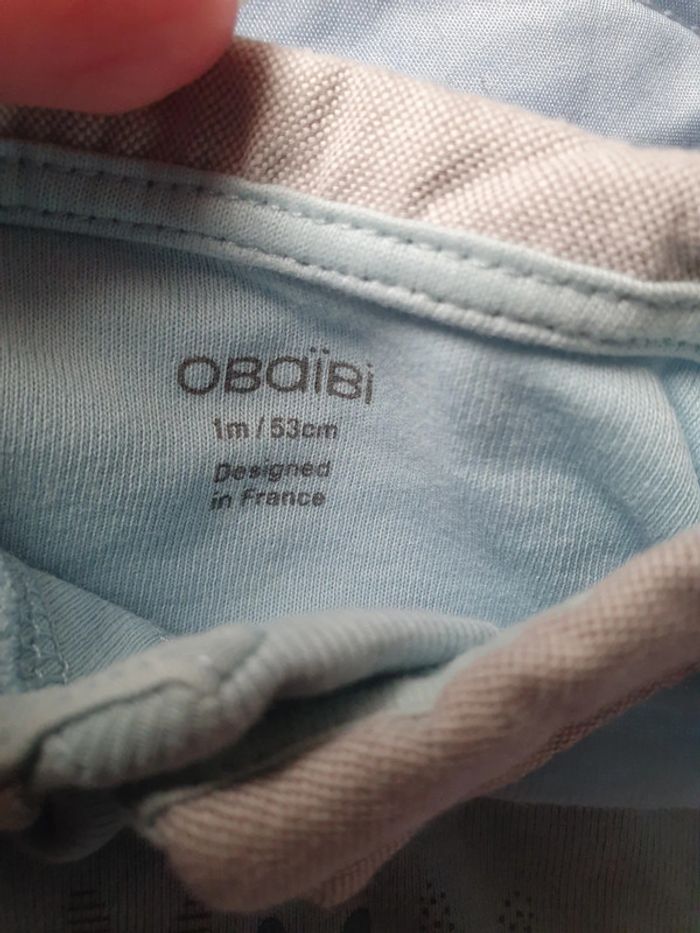 OBaïBi
1m / 53cm
Designed
in France